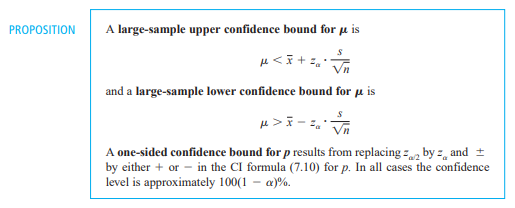 PROPOSITION
A large-sample upper confidence bound for μ is
μ < x̄ + z_α · s/√n
and a large-sample lower confidence bound for μ is
μ > x̄ − z_α · s/√n
A one-sided confidence bound for p results from replacing z_α/2 by z_α and ±
by either + or − in the CI formula (7.10) for p. In all cases the confidence
level is approximately 100(1 − α)%.